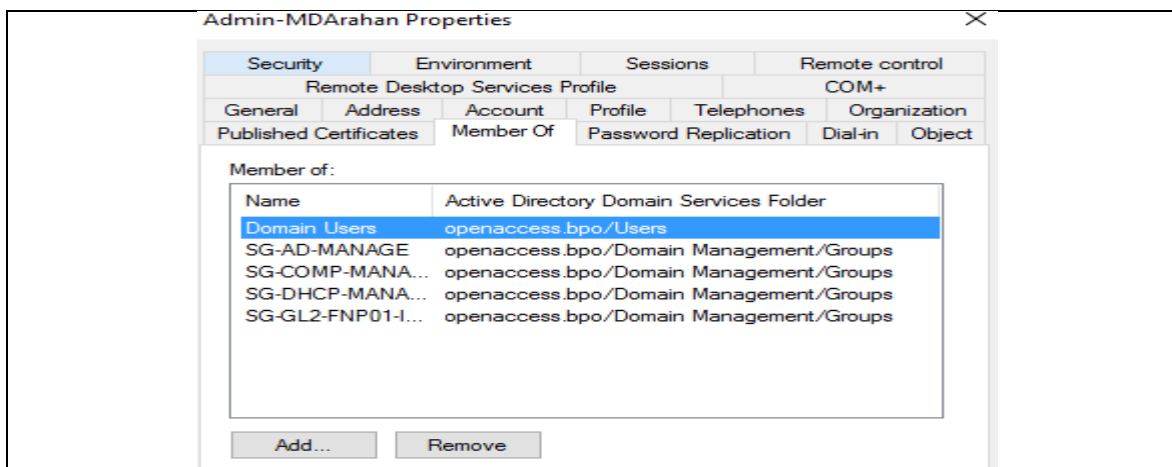 Admin-MDArahan Properties
Security Environment Sessions Remote control
Remote Desktop Services Profile COM+
General Address Account Profile Telephones Organization
Published Certificates Member Of Password Replication Dial-in Object
Member of:
Name Active Directory Domain Services Folder
Domain Users openaccess.bpo/Users
SG-AD-MANAGE openaccess.bpo/Domain Management/Groups
SG-COMP-MANA... openaccess.bpo/Domain Management/Groups
SG-DHCP-MANA... openaccess.bpo/Domain Management/Groups
SG-GL2-FNP01-I... openaccess.bpo/Domain Management/Groups
Add... Remove